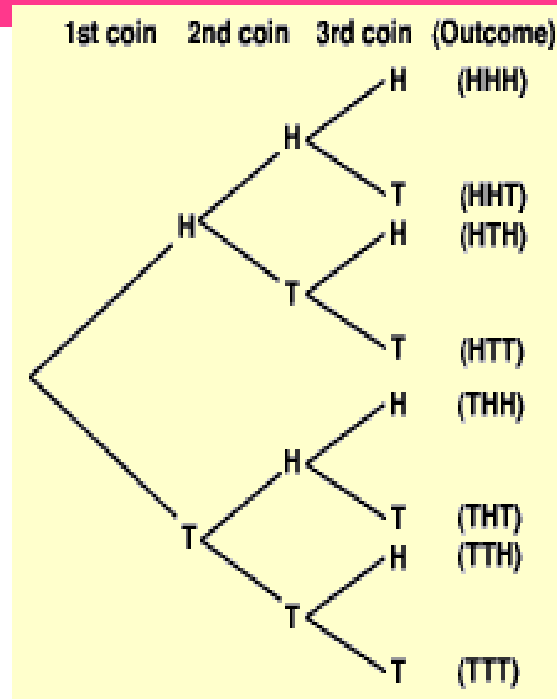 1st coin 2nd coin 3rd coin (Outcome)
H (HHH)
H
T (HHT)
H
H (HTH)
T
T (HTT)
H (THH)
H
T (THT)
T
H (TTH)
T
T (TTT)